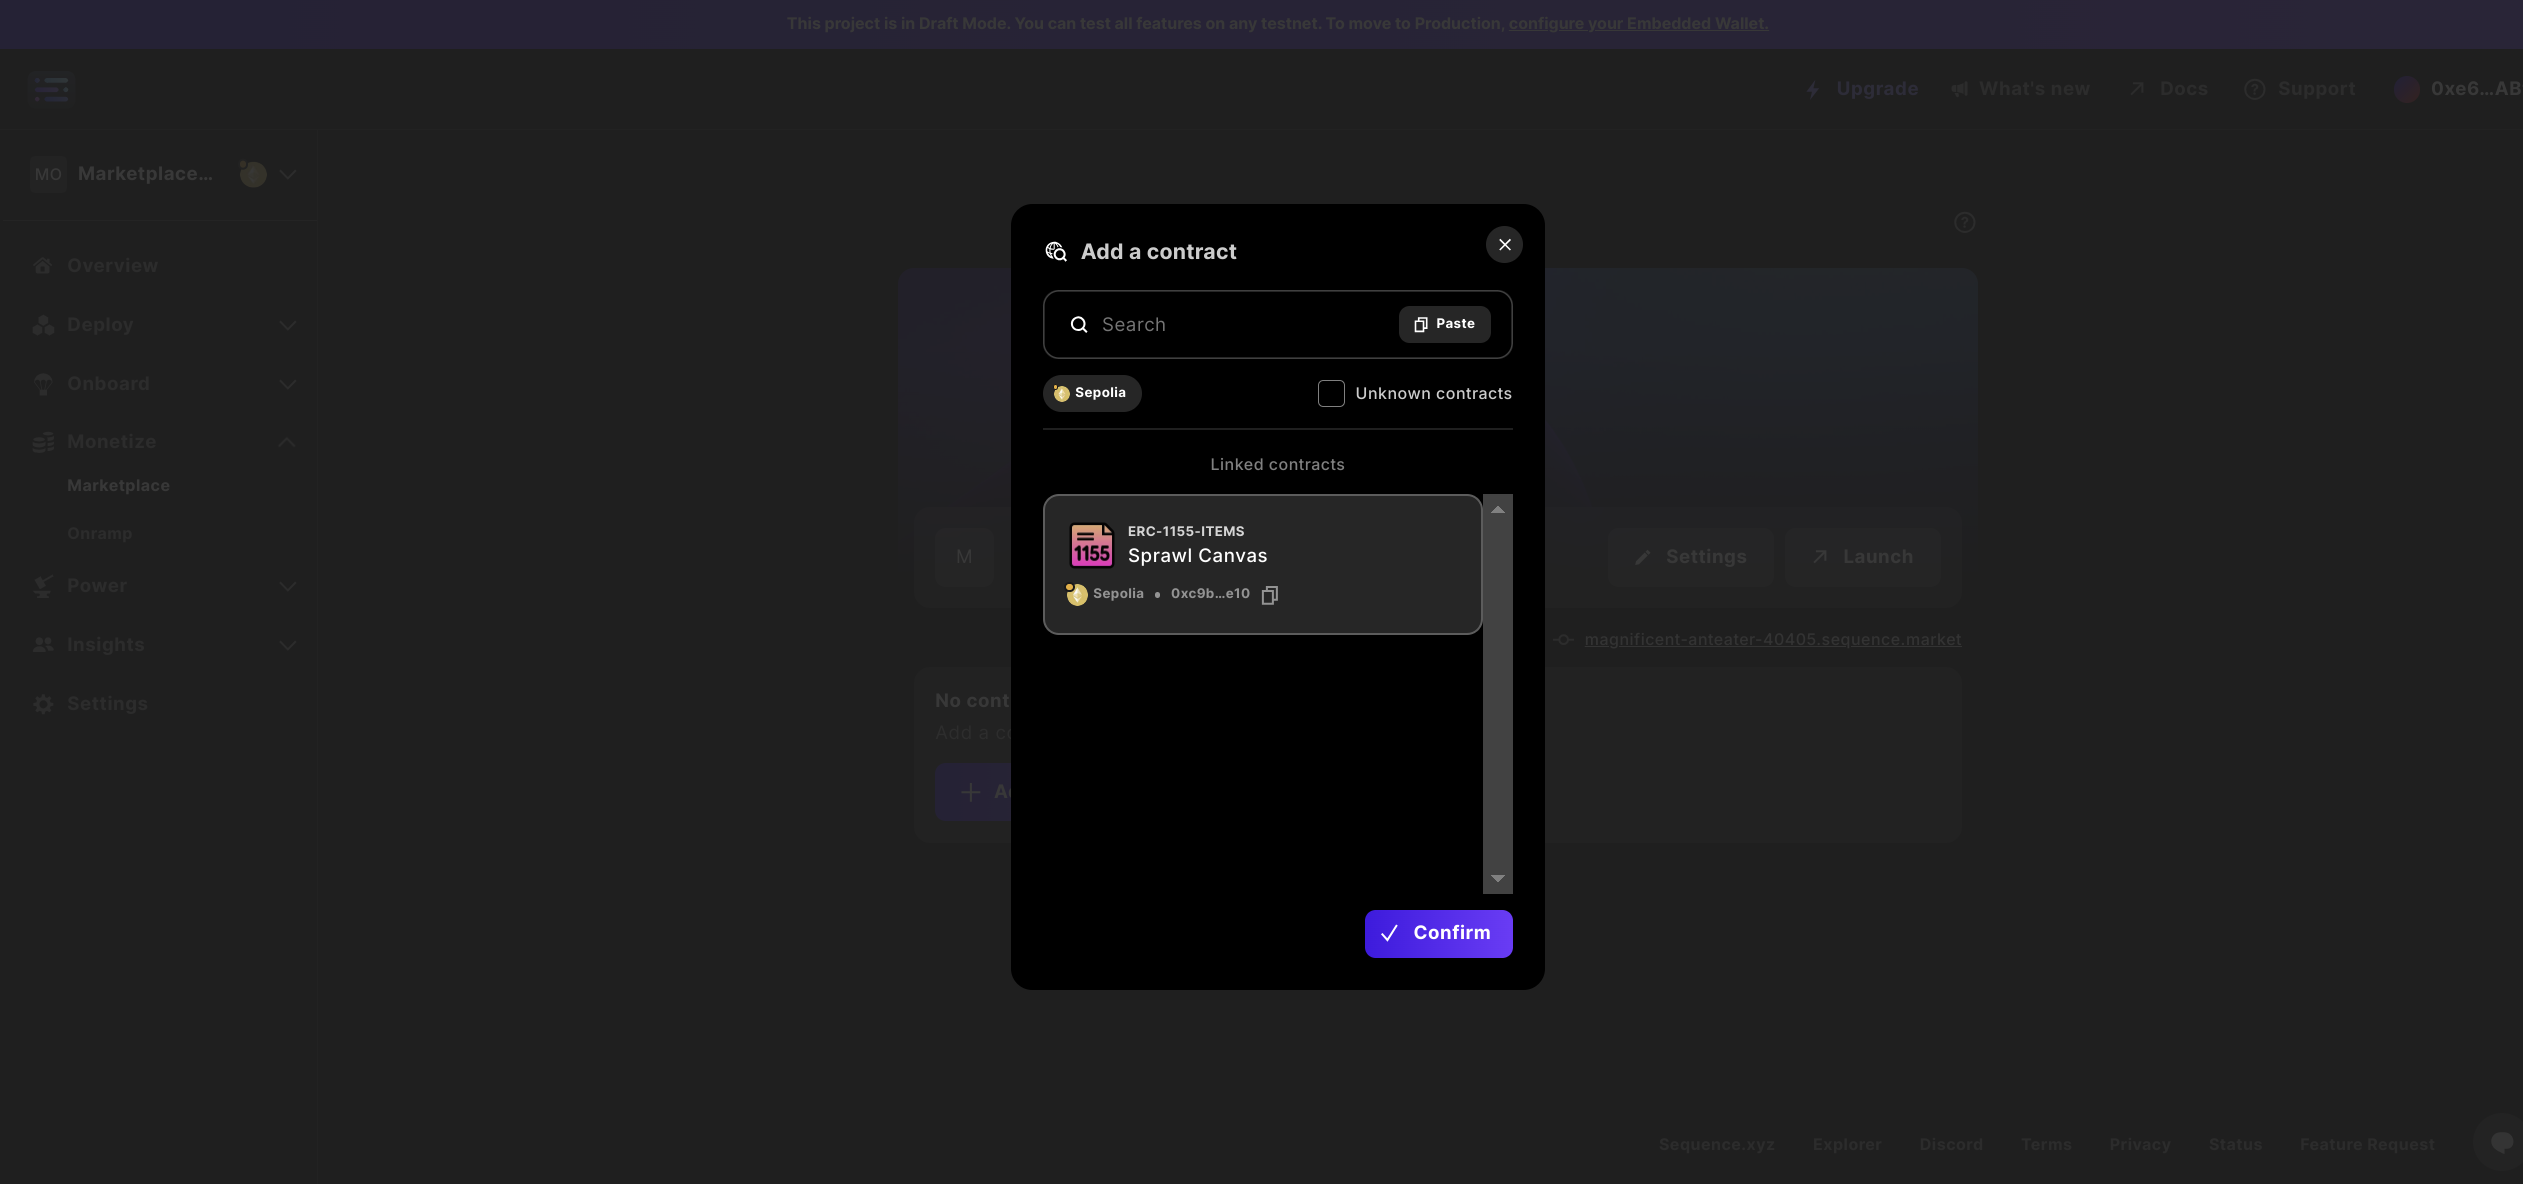 This project is in Draft Mode. You can test all features on any testnet. To move to Production, configure your Embedded Wallet.
Upgrade
What's new
Docs
Support
0xe6...AB
MO
Marketplace...
Overview
Deploy
Onboard
Monetize
Marketplace
Onramp
Power
Insights
Settings
Add a contract
Search
Paste
Sepolia
Unknown contracts
Linked contracts
1155
ERC-1155-ITEMS
Sprawl Canvas
Sepolia • 0xc9b...e10
Confirm
M
Settings
Launch
magnificent-anteater-40405.sequence.market
No cont
Add a co
Sequence.xyz
Explorer
Discord
Terms
Privacy
Status
Feature Request